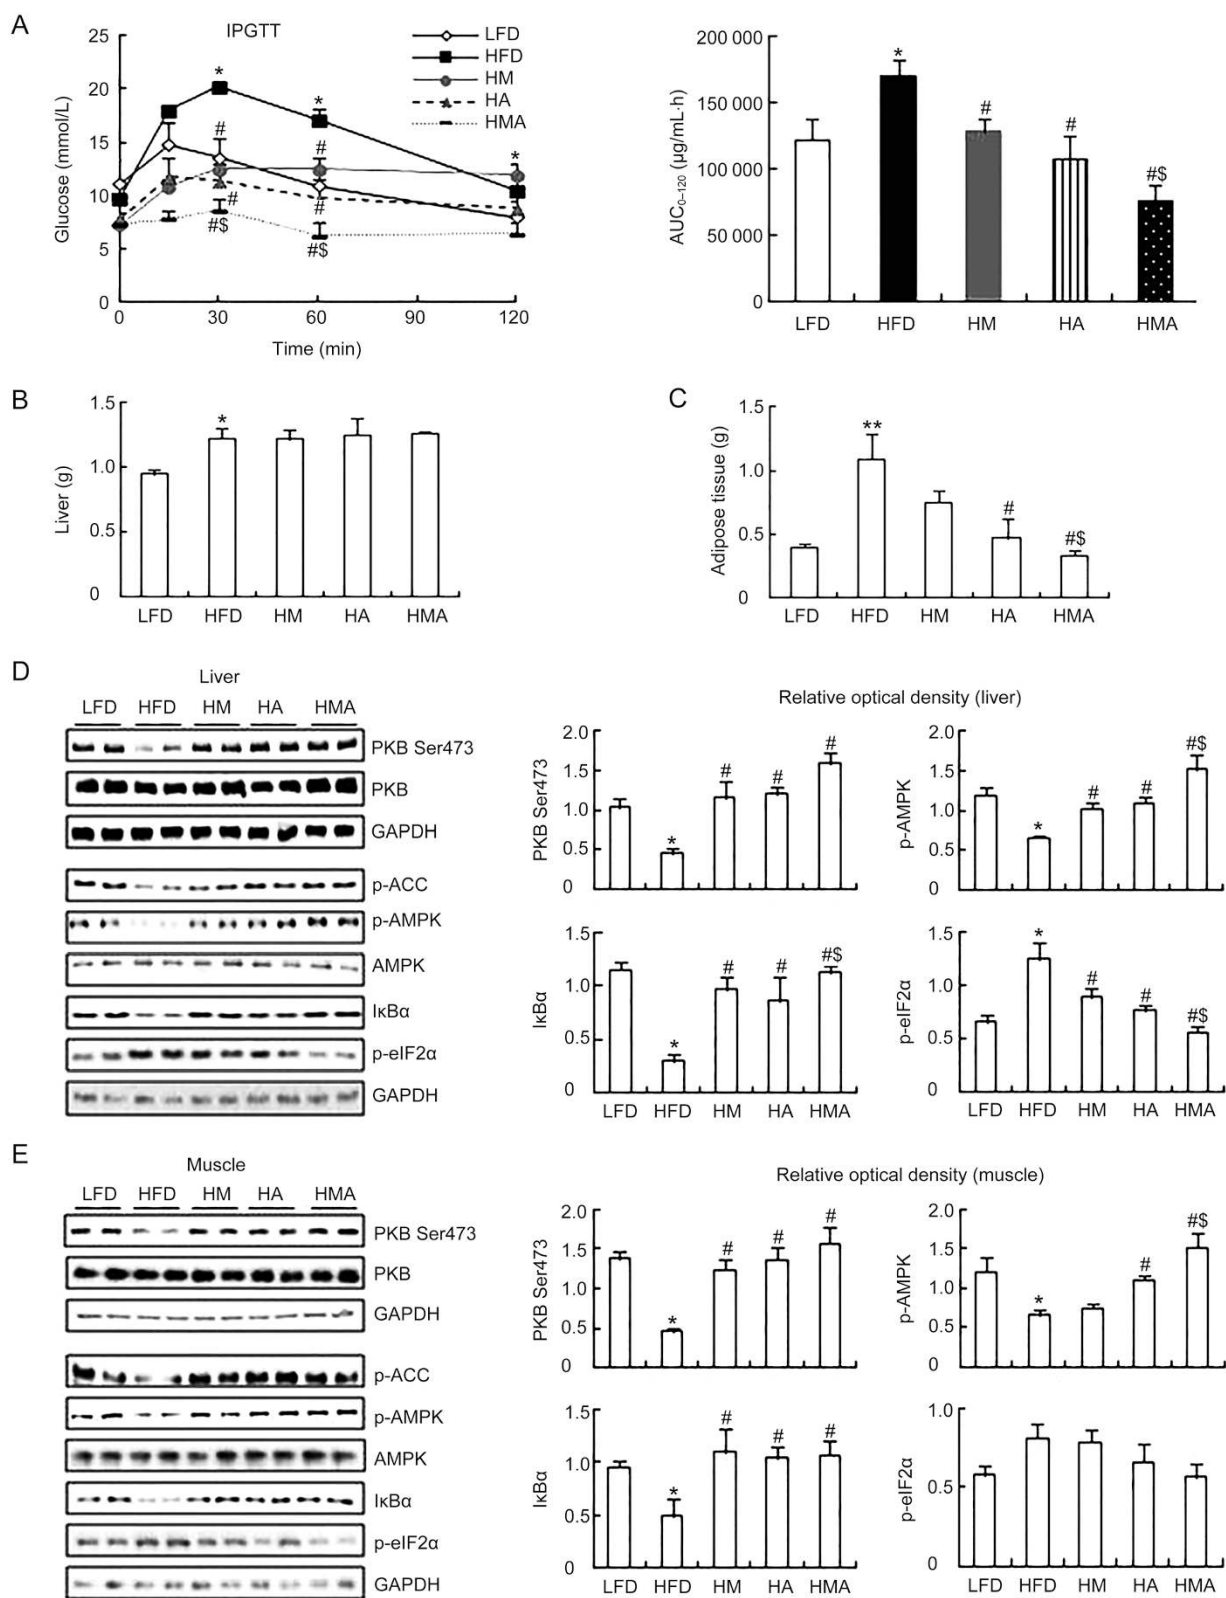 A
IPGTT
LFD
HFD
HM
HA
HMA
Glucose (mmol/L)
25
20
15
10
5
0
* * *
# # # #
#$ #$
0 30 60 90 120
Time (min)
AUC0–120 (µg/mL·h)
200 000
150 000
100 000
50 000
0
* # # #$
LFD HFD HM HA HMA
B
Liver (g)
1.5
1.0
0.5
0
*
LFD HFD HM HA HMA
C
Adipose tissue (g)
1.5
1.0
0.5
0
** # #$
LFD HFD HM HA HMA
D
Liver
LFD HFD HM HA HMA
PKB Ser473
PKB
GAPDH
p-ACC
p-AMPK
AMPK
IκBα
p-eIF2α
GAPDH
Relative optical density (liver)
PKB Ser473
2.0
1.5
1.0
0.5
0
* # # #
p-AMPK
2.0
1.5
1.0
0.5
0
* # # #$
IκBα
1.5
1.0
0.5
0
* # # #$
LFD HFD HM HA HMA
p-eIF2α
1.5
1.0
0.5
0
* # # #$
LFD HFD HM HA HMA
E
Muscle
LFD HFD HM HA HMA
PKB Ser473
PKB
GAPDH
p-ACC
p-AMPK
AMPK
IκBα
p-eIF2α
GAPDH
Relative optical density (muscle)
PKB Ser473
2.0
1.5
1.0
0.5
0
* # # #
p-AMPK
2.0
1.5
1.0
0.5
0
* # #$
IκBα
1.5
1.0
0.5
0
* # # #
LFD HFD HM HA HMA
p-eIF2α
1.0
0.5
0
LFD HFD HM HA HMA